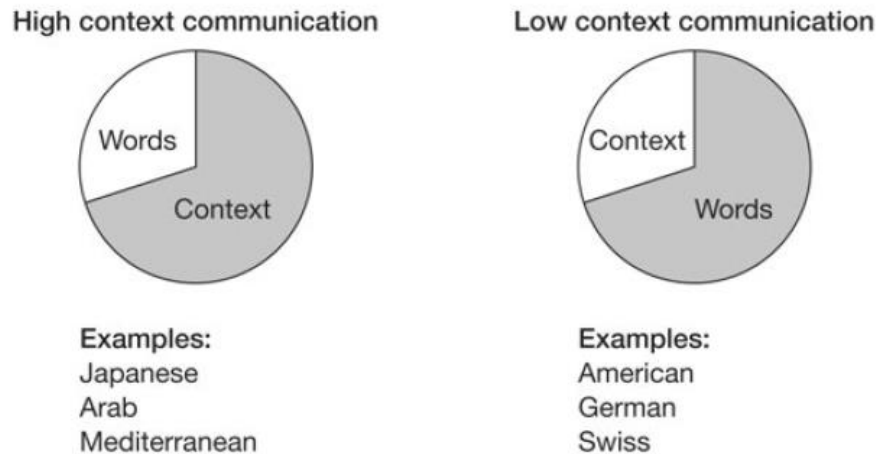 High context communication
Words
Context
Examples:
Japanese
Arab
Mediterranean
Low context communication
Context
Words
Examples:
American
German
Swiss